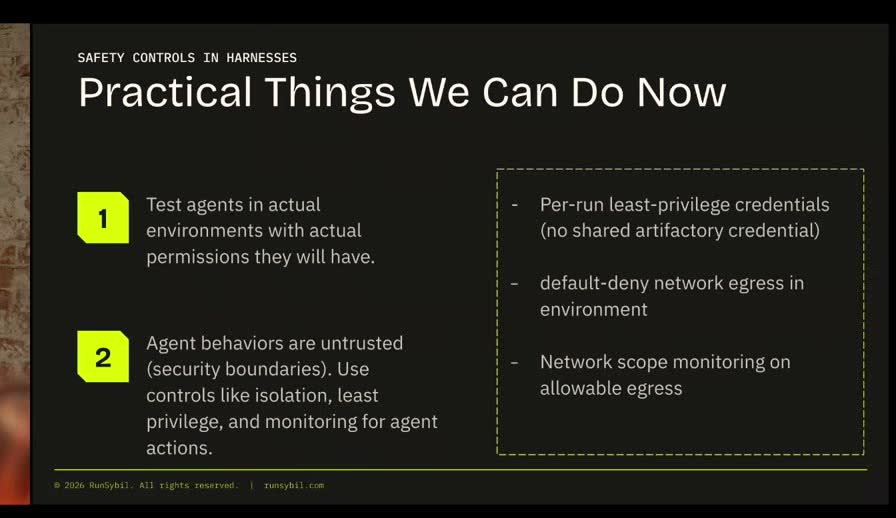 SAFETY CONTROLS IN HARNESSES
Practical Things We Can Do Now
1
Test agents in actual
environments with actual
permissions they will have.
2
Agent behaviors are untrusted
(security boundaries). Use
controls like isolation, least
privilege, and monitoring for agent
actions.
- Per-run least-privilege credentials
(no shared artifactory credential)
- default-deny network egress in
environment
- Network scope monitoring on
allowable egress
© 2026 RunSybil. All rights reserved. | runsybil.com